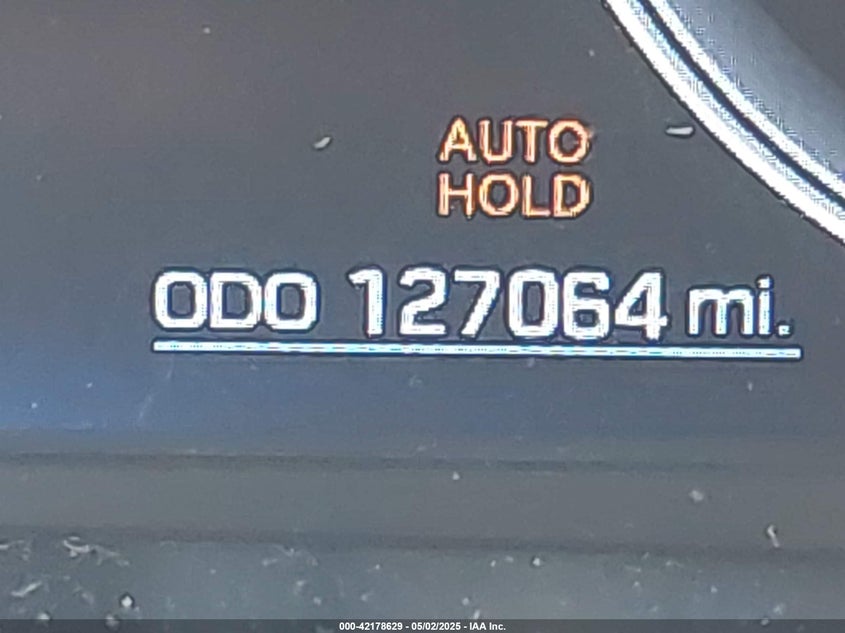 AUTO
HOLD
ODO 127064 mi.
000-42178629 - 05/02/2025 - IAA Inc.